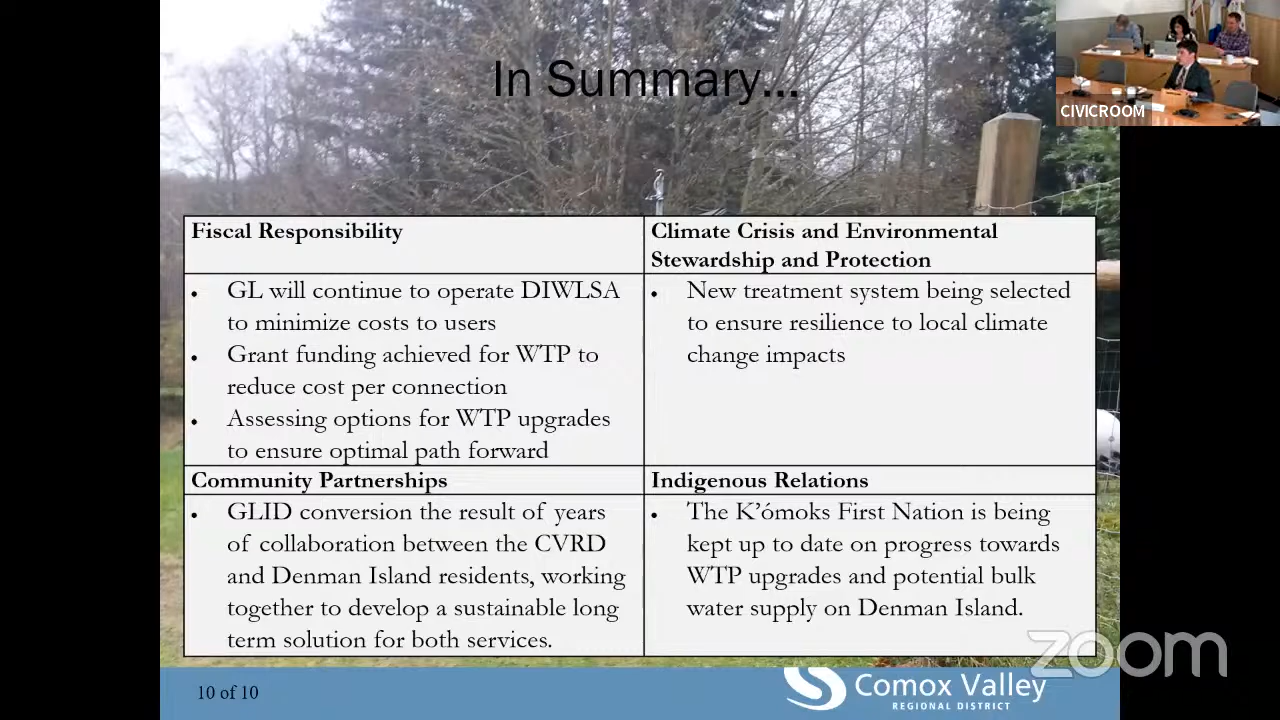 In Summary...
CIVICROOM
Fiscal Responsibility
Climate Crisis and Environmental
Stewardship and Protection
• GL will continue to operate DIWLSA
to minimize costs to users
• Grant funding achieved for WTP to
reduce cost per connection
• Assessing options for WTP upgrades
to ensure optimal path forward
• New treatment system being selected
to ensure resilience to local climate
change impacts
Community Partnerships
Indigenous Relations
• GLID conversion the result of years
of collaboration between the CVRD
and Denman Island residents, working
together to develop a sustainable long
term solution for both services.
• The K’ómoks First Nation is being
kept up to date on progress towards
WTP upgrades and potential bulk
water supply on Denman Island.
zoom
10 of 10
Comox Valley
REGIONAL DISTRICT